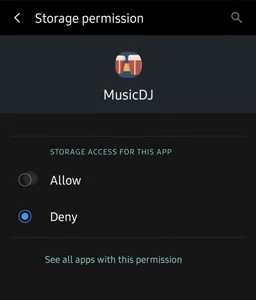 Storage permission
MusicDJ
STORAGE ACCESS FOR THIS APP
Allow
Deny
See all apps with this permission